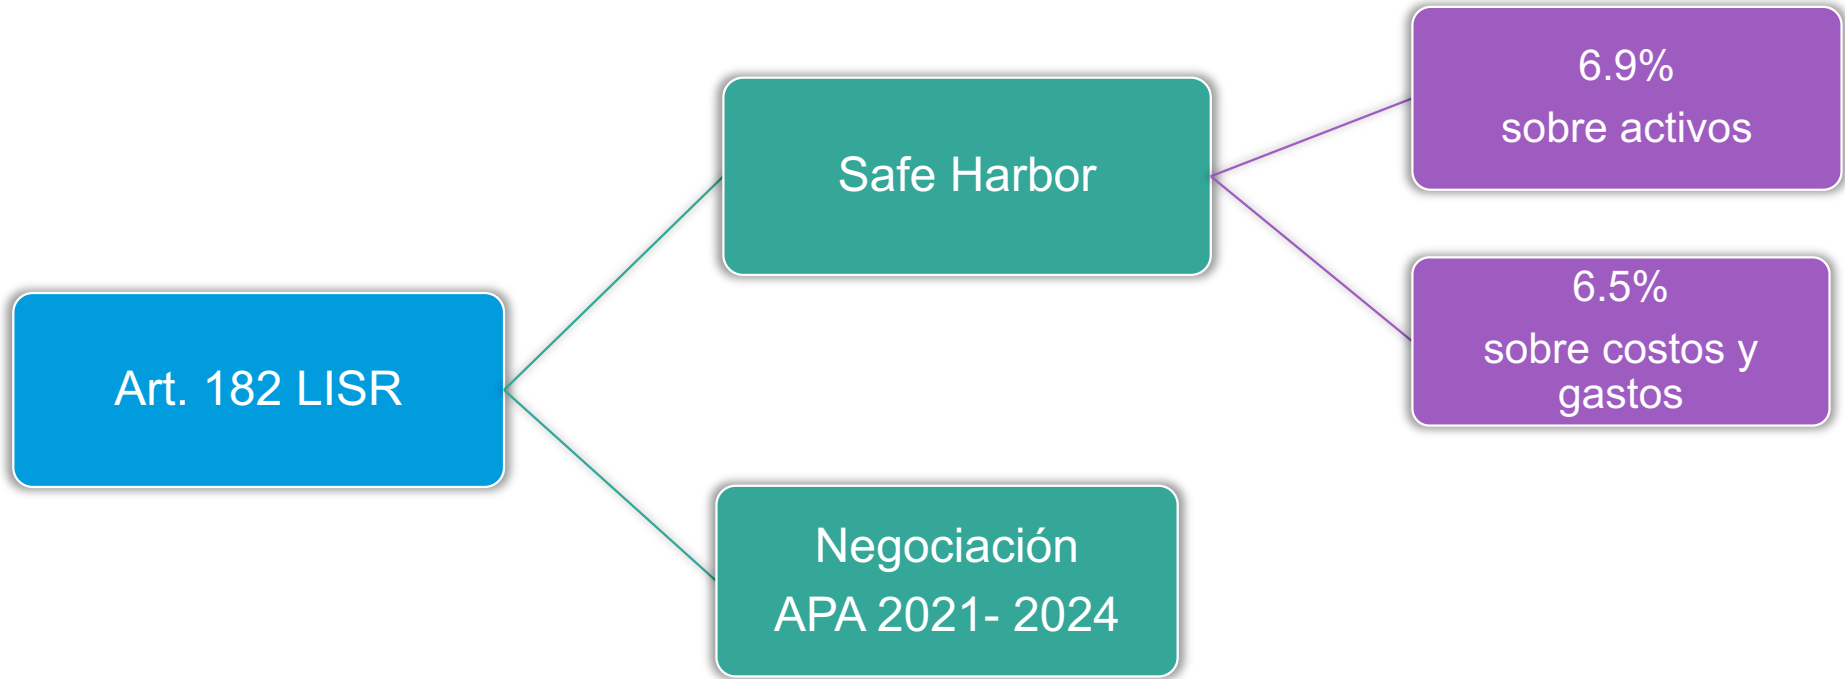 6.9%
sobre activos
Safe Harbor
6.5%
sobre costos y
gastos
Art. 182 LISR
Negociación
APA 2021- 2024